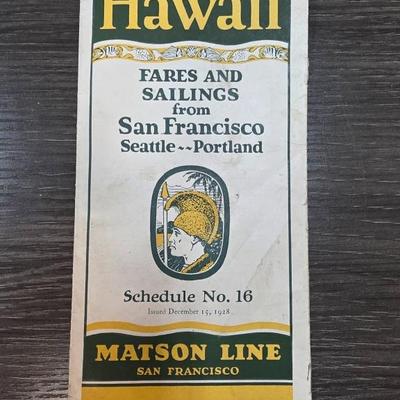 Hawaii
FARES AND
SAILINGS
from
San Francisco
Seattle--Portland
Schedule No. 16
Issued December 15, 1928
MATSON LINE
SAN FRANCISCO